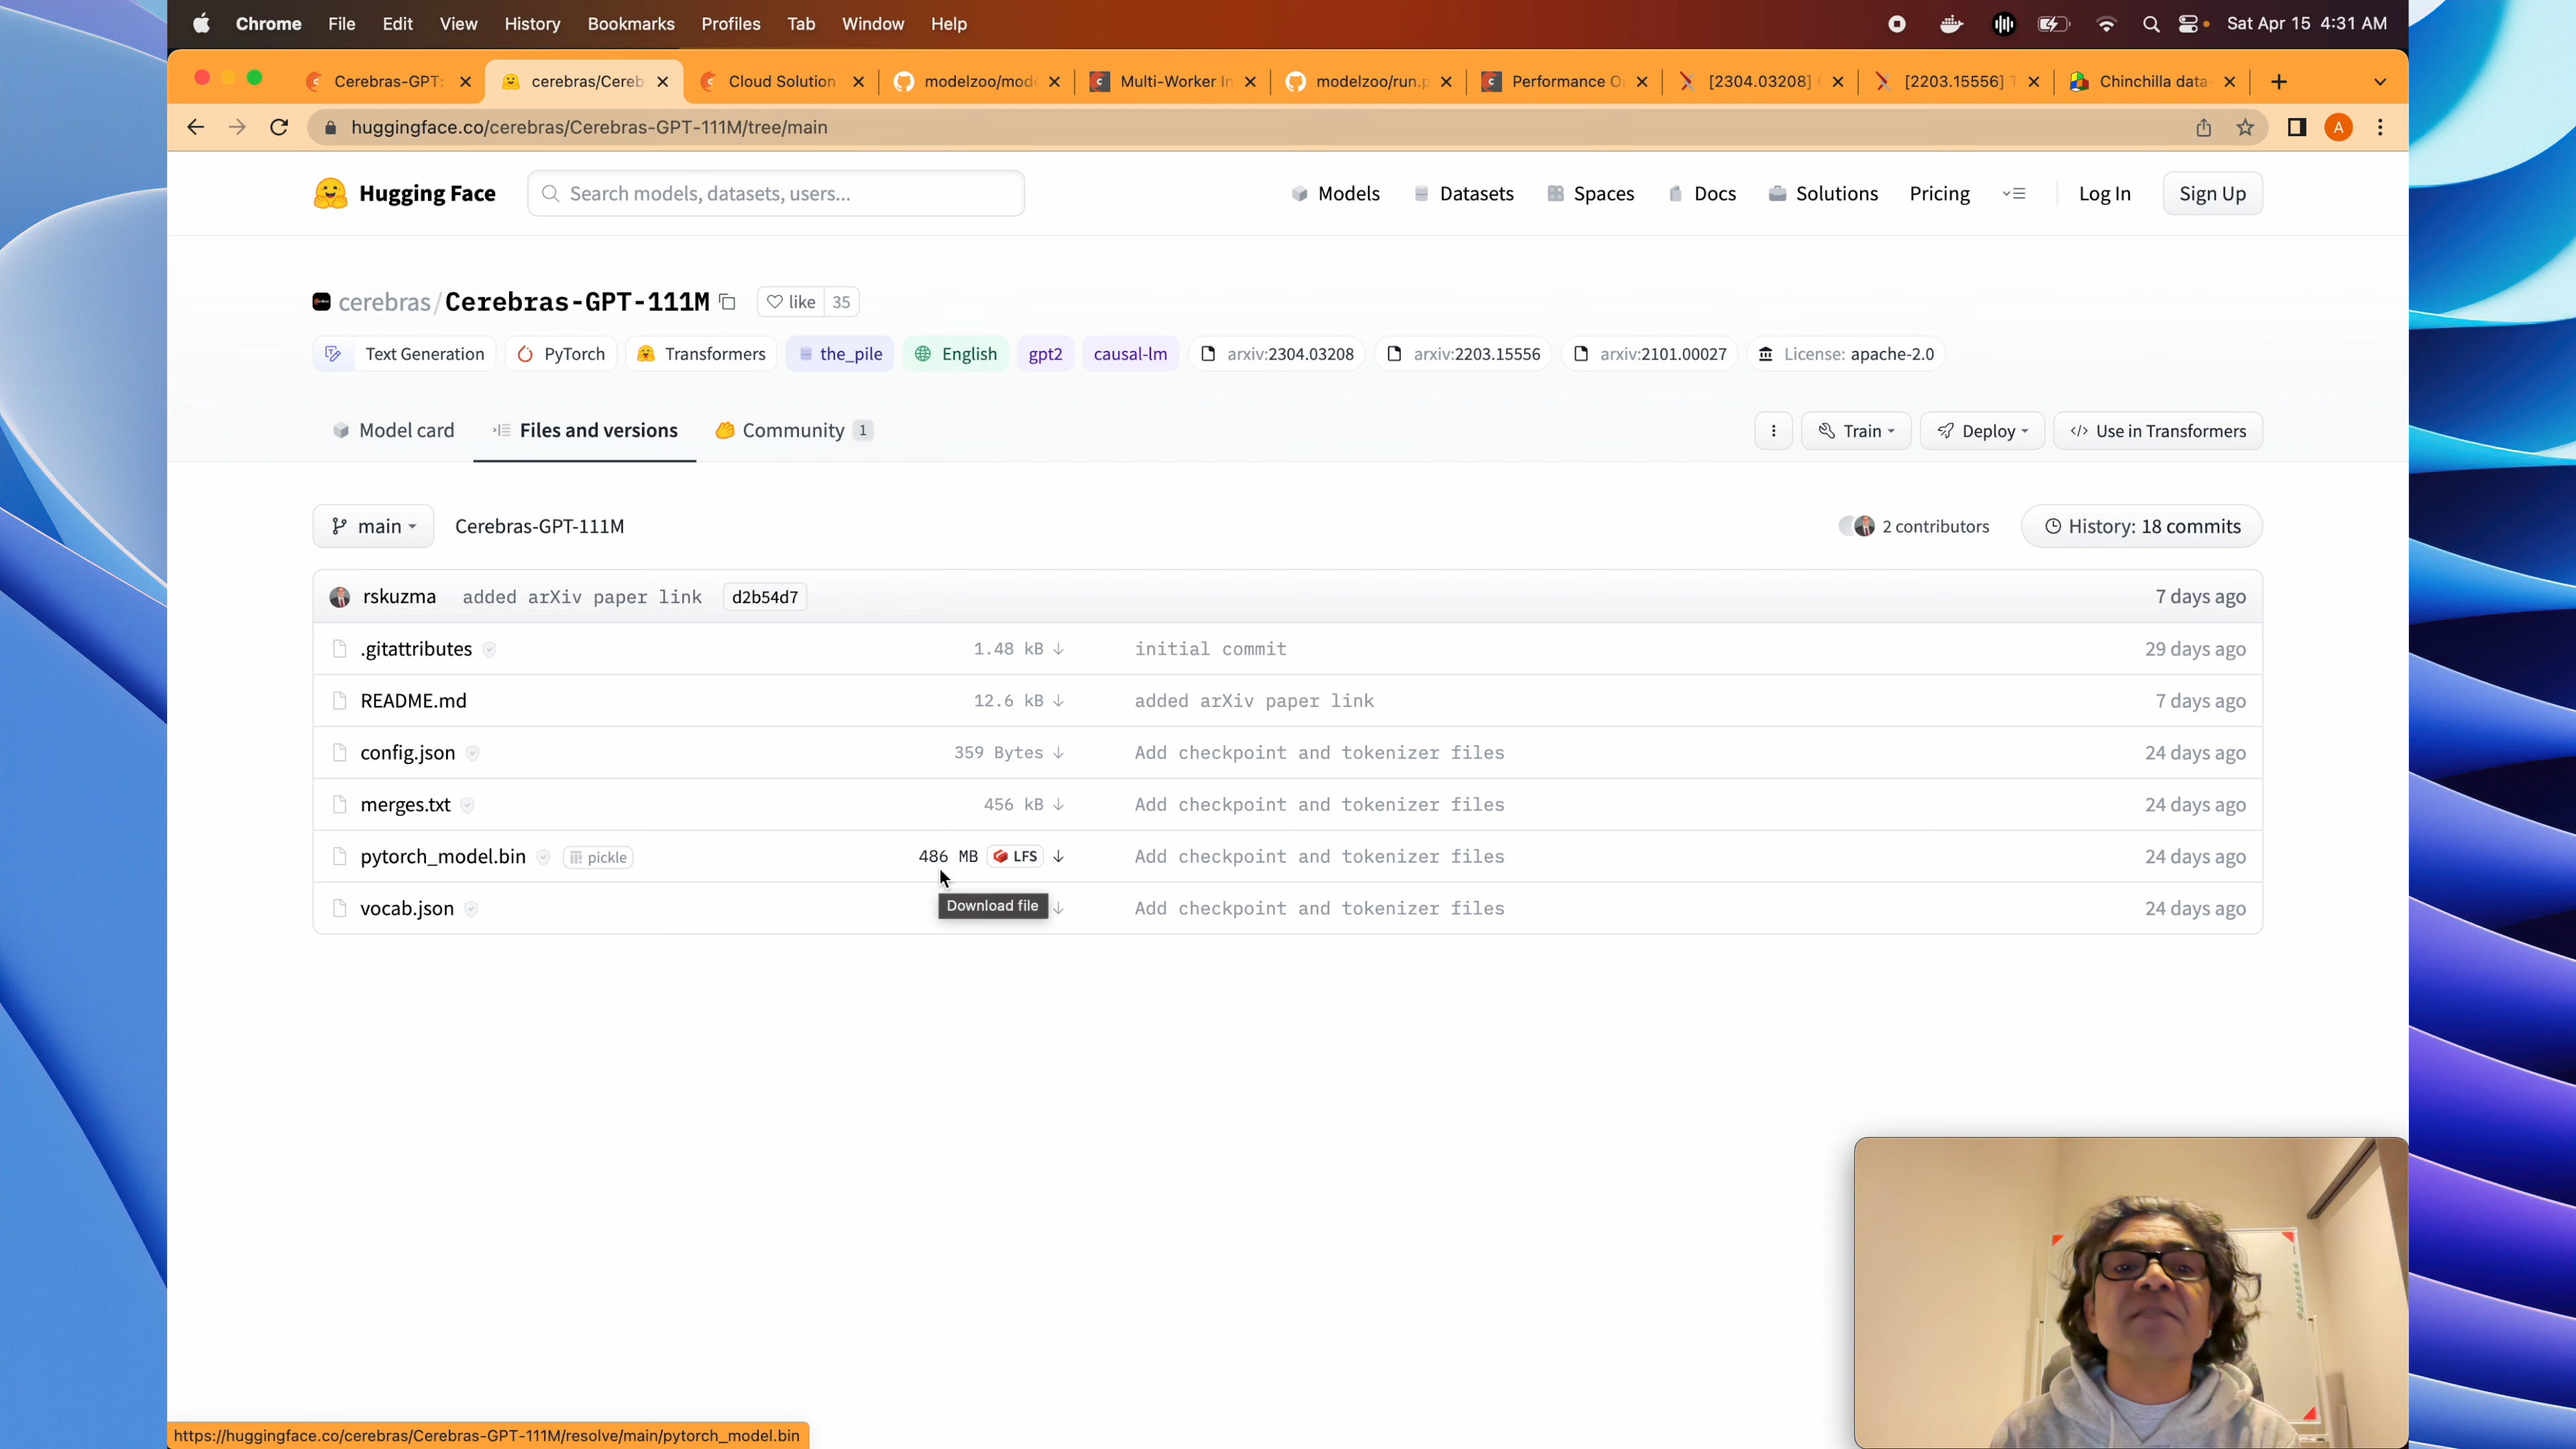 Chrome File Edit View History Bookmarks Profiles Tab Window Help Sat Apr 15 4:31 AM
Cerebras-GPT: cerebras/Cereb Cloud Solution modelzoo/mode Multi-Worker In modelzoo/run.p Performance O [2304.03208] [2203.15556] T Chinchilla data-
huggingface.co/cerebras/Cerebras-GPT-111M/tree/main A
Hugging Face Search models, datasets, users... Models Datasets Spaces Docs Solutions Pricing Log In Sign Up
cerebras/Cerebras-GPT-111M like 35
Text Generation PyTorch Transformers the_pile English gpt2 causal-lm arxiv:2304.03208 arxiv:2203.15556 arxiv:2101.00027 License: apache-2.0
Model card Files and versions Community 1 Train Deploy </> Use in Transformers
main Cerebras-GPT-111M 2 contributors History: 18 commits
rskuzma added arXiv paper link d2b54d7 7 days ago
.gitattributes 1.48 kB initial commit 29 days ago
README.md 12.6 kB added arXiv paper link 7 days ago
config.json 359 Bytes Add checkpoint and tokenizer files 24 days ago
merges.txt 456 kB Add checkpoint and tokenizer files 24 days ago
pytorch_model.bin pickle 486 MB LFS Add checkpoint and tokenizer files 24 days ago
vocab.json Add checkpoint and tokenizer files 24 days ago
Download file
https://huggingface.co/cerebras/Cerebras-GPT-111M/resolve/main/pytorch_model.bin